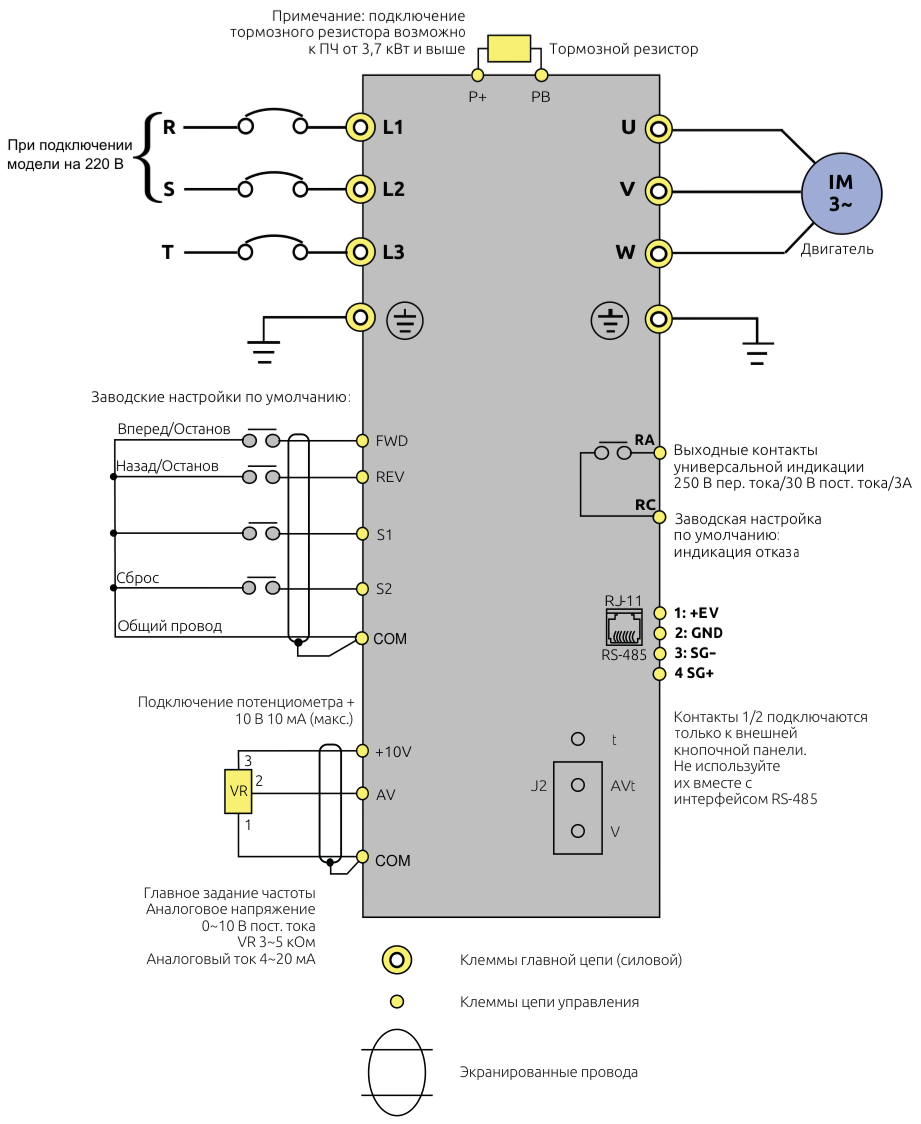 Примечание: подключение
тормозного резистора возможно
к ПЧ от 3,7 кВт и выше
Тормозной резистор
P+
PB
При подключении
модели на 220 В
R
L1
S
L2
T
L3
U
V
W
IM
3~
Двигатель
Заводские настройки по умолчанию:
Вперед/Останов
FWD
Назад/Останов
REV
S1
Сброс
S2
Общий провод
COM
RA
Выходные контакты
универсальной индикации
250 В пер. тока/30 В пост. тока/3А
RC
Заводская настройка
по умолчанию:
индикация отказа
RJ-11
RS-485
1: +EV
2: GND
3: SG–
4 SG+
Контакты 1/2 подключаются
только к внешней
кнопочной панели.
Не используйте
их вместе с
интерфейсом RS-485
Подключение потенциометра +
10 В 10 мА (макс.)
3
+10V
VR
2
AV
1
COM
t
J2
AVt
V
Главное задание частоты
Аналоговое напряжение
0~10 В пост. тока
VR 3~5 кОм
Аналоговый ток 4~20 мА
Клеммы главной цепи (силовой)
Клеммы цепи управления
Экранированные провода